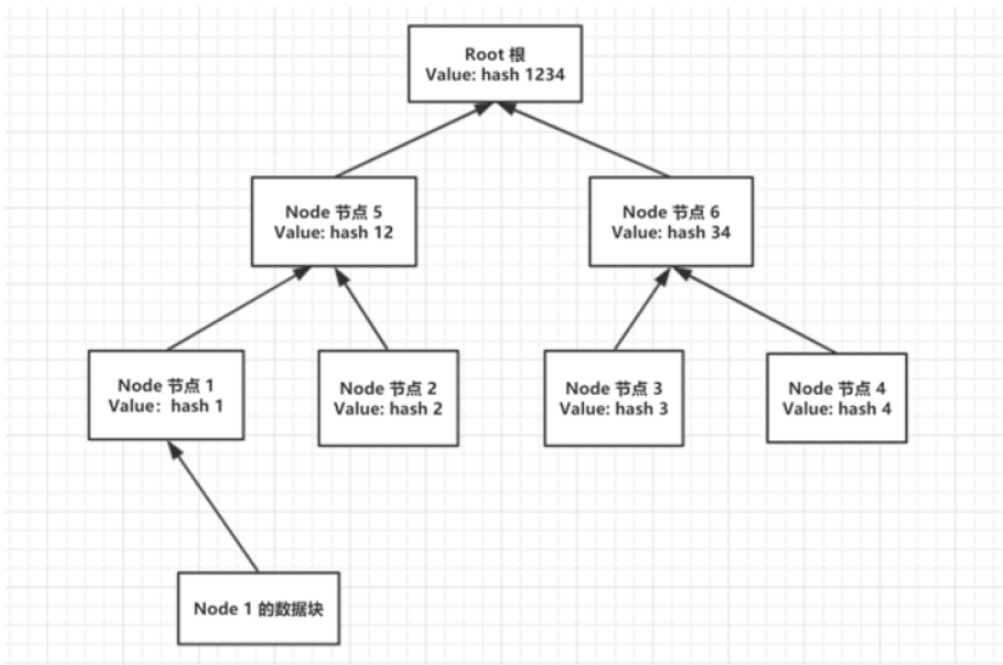 Root 根
Value: hash 1234
Node 节点 5
Value: hash 12
Node 节点 6
Value: hash 34
Node 节点 1
Value： hash 1
Node 节点 2
Value: hash 2
Node 节点 3
Value: hash 3
Node 节点 4
Value: hash 4
Node 1 的数据块